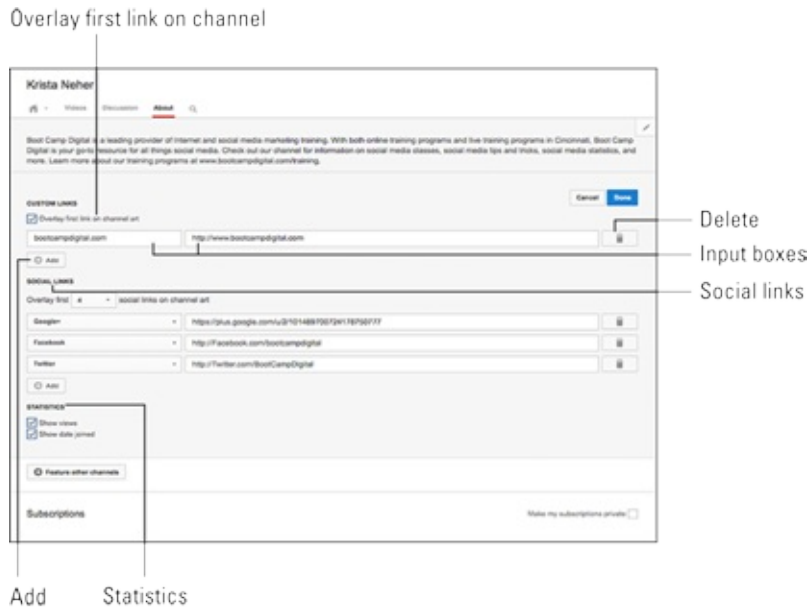 Overlay first link on channel
Krista Neher
Videos Discussion About
Boot Camp Digital is a leading provider of Internet and social media marketing training. With both online training programs and live training programs in Cincinnati, Boot Camp
Digital is your go-to resource for all things social media. Check out our channel for information on social media classes, social media tips and tricks, social media statistics, and
more. Learn more about our training programs at www.bootcampdigital.com/training.
Cancel Done
CUSTOM LINKS
Overlay first link on channel art
Delete
bootcampdigital.com http://www.bootcampdigital.com
Input boxes
Add
SOCIAL LINKS
Social links
Overlay first 4 social links on channel art
Google+ https://plus.google.com/u/2/101489700724178750777
Facebook http://Facebook.com/bootcampdigital
Twitter http://Twitter.com/BootCampDigital
Add
STATISTICS
Show views
Show date joined
Feature other channels
Subscriptions Make my subscriptions private
Add Statistics